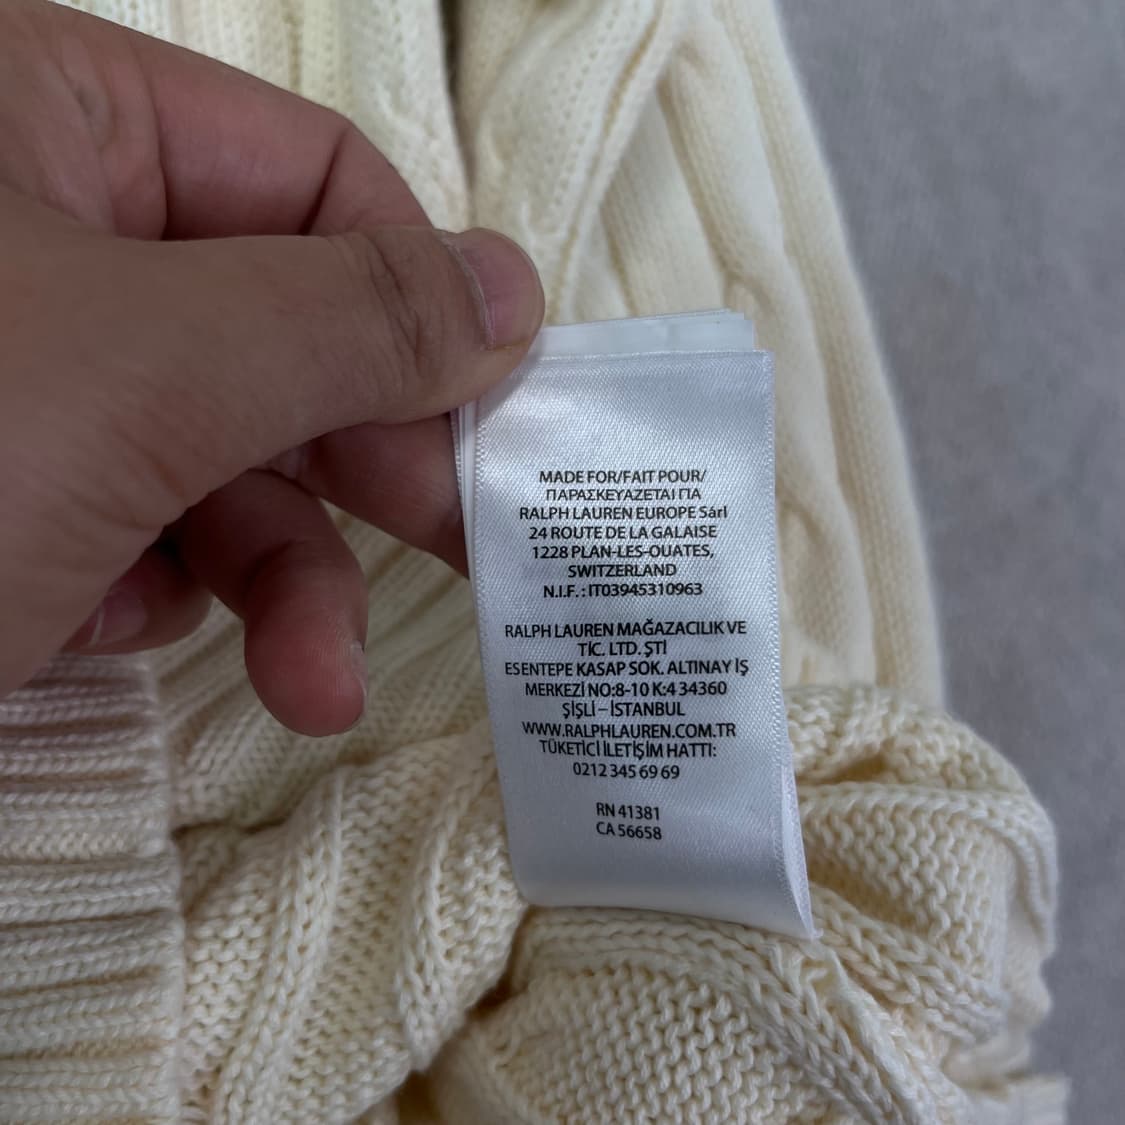 MADE FOR/FAIT POUR/
ΠΑΡΑΣΚΕΥΑΖΕΤΑΙ ΓΙΑ
RALPH LAUREN EUROPE Sárl
24 ROUTE DE LA GALAISE
1228 PLAN-LES-OUATES,
SWITZERLAND
N.I.F. : IT03945310963
RALPH LAUREN MAĞAZACILIK VE
TİC. LTD. ŞTİ
ESENTEPE KASAP SOK. ALTINAY İŞ
MERKEZİ NO:8-10 K:4 34360
ŞİŞLİ – İSTANBUL
WWW.RALPHLAUREN.COM.TR
TÜKETİCİ İLETİŞİM HATTI:
0212 345 69 69
RN 41381
CA 56658